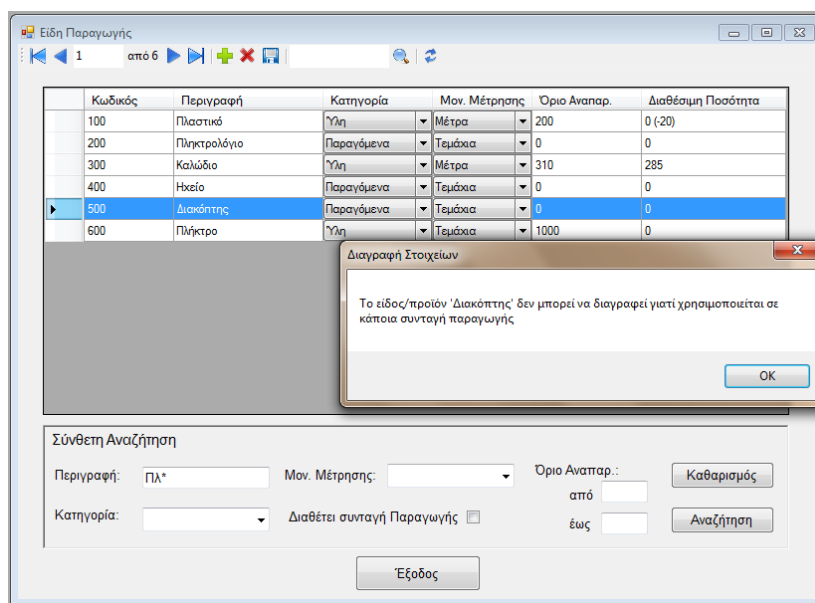 Είδη Παραγωγής
1 από 6
Κωδικός Περιγραφή Κατηγορία Μον. Μέτρησης Όριο Αναπαρ. Διαθέσιμη Ποσότητα
100 Πλαστικό Ύλη Μέτρα 200 0 (-20)
200 Πληκτρολόγιο Παραγόμενα Τεμάχια 0 0
300 Καλώδιο Ύλη Μέτρα 310 285
400 Ηχείο Παραγόμενα Τεμάχια 0 0
500 Διακόπτης Παραγόμενα Τεμάχια 0 0
600 Πλήκτρο Ύλη Τεμάχια 1000 0
Διαγραφή Στοιχείων
Το είδος/προϊόν 'Διακόπτης' δεν μπορεί να διαγραφεί γιατί χρησιμοποιείται σε
κάποια συνταγή παραγωγής
OK
Σύνθετη Αναζήτηση
Περιγραφή: Πλ* Μον. Μέτρησης: Όριο Αναπαρ.: Καθαρισμός
από
Κατηγορία: Διαθέτει συνταγή Παραγωγής έως Αναζήτηση
Έξοδος